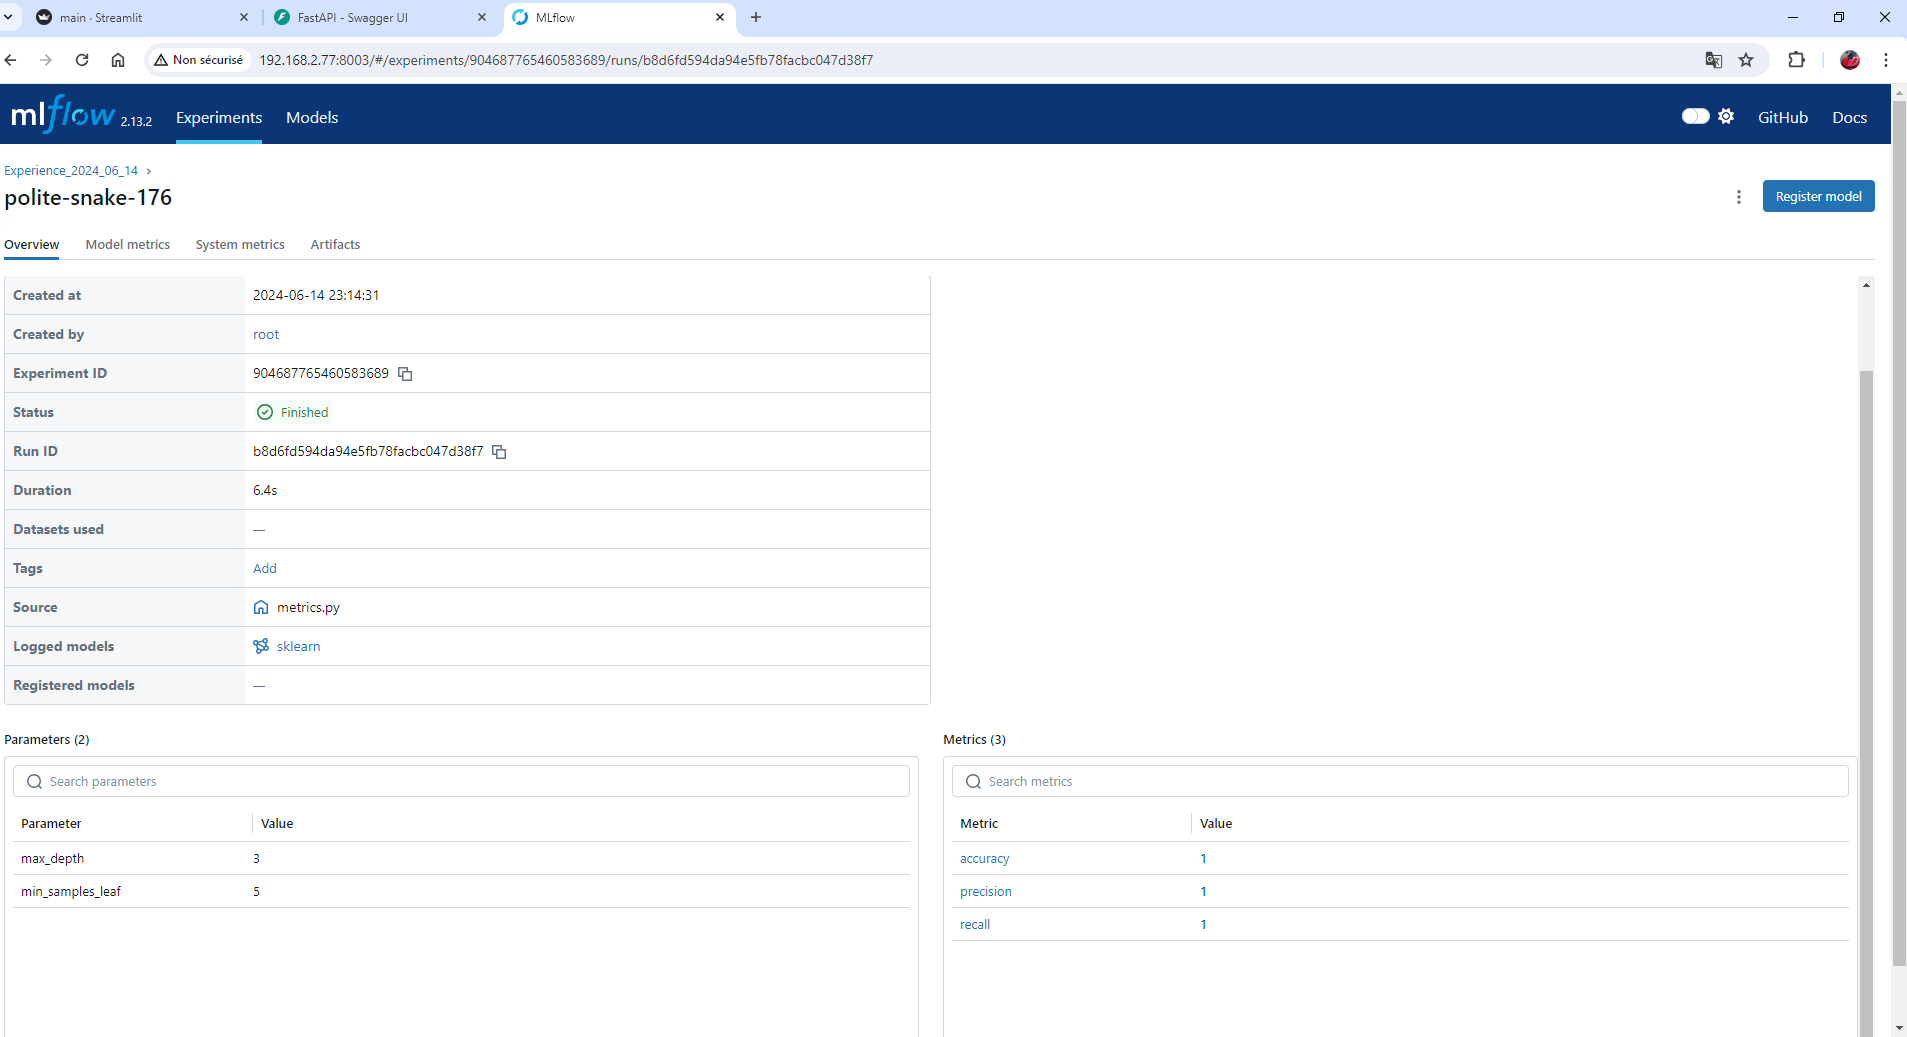 main · Streamlit
FastAPI - Swagger UI
MLflow
Non sécurisé
192.168.2.77:8003/#/experiments/904687765460583689/runs/b8d6fd594da94e5fb78facbc047d38f7
mlflow 2.13.2
Experiments
Models
GitHub
Docs
Experience_2024_06_14
polite-snake-176
Register model
Overview
Model metrics
System metrics
Artifacts
Created at 2024-06-14 23:14:31
Created by root
Experiment ID 904687765460583689
Status Finished
Run ID b8d6fd594da94e5fb78facbc047d38f7
Duration 6.4s
Datasets used —
Tags Add
Source metrics.py
Logged models sklearn
Registered models —
Parameters (2)
Search parameters
Parameter Value
max_depth 3
min_samples_leaf 5
Metrics (3)
Search metrics
Metric Value
accuracy 1
precision 1
recall 1